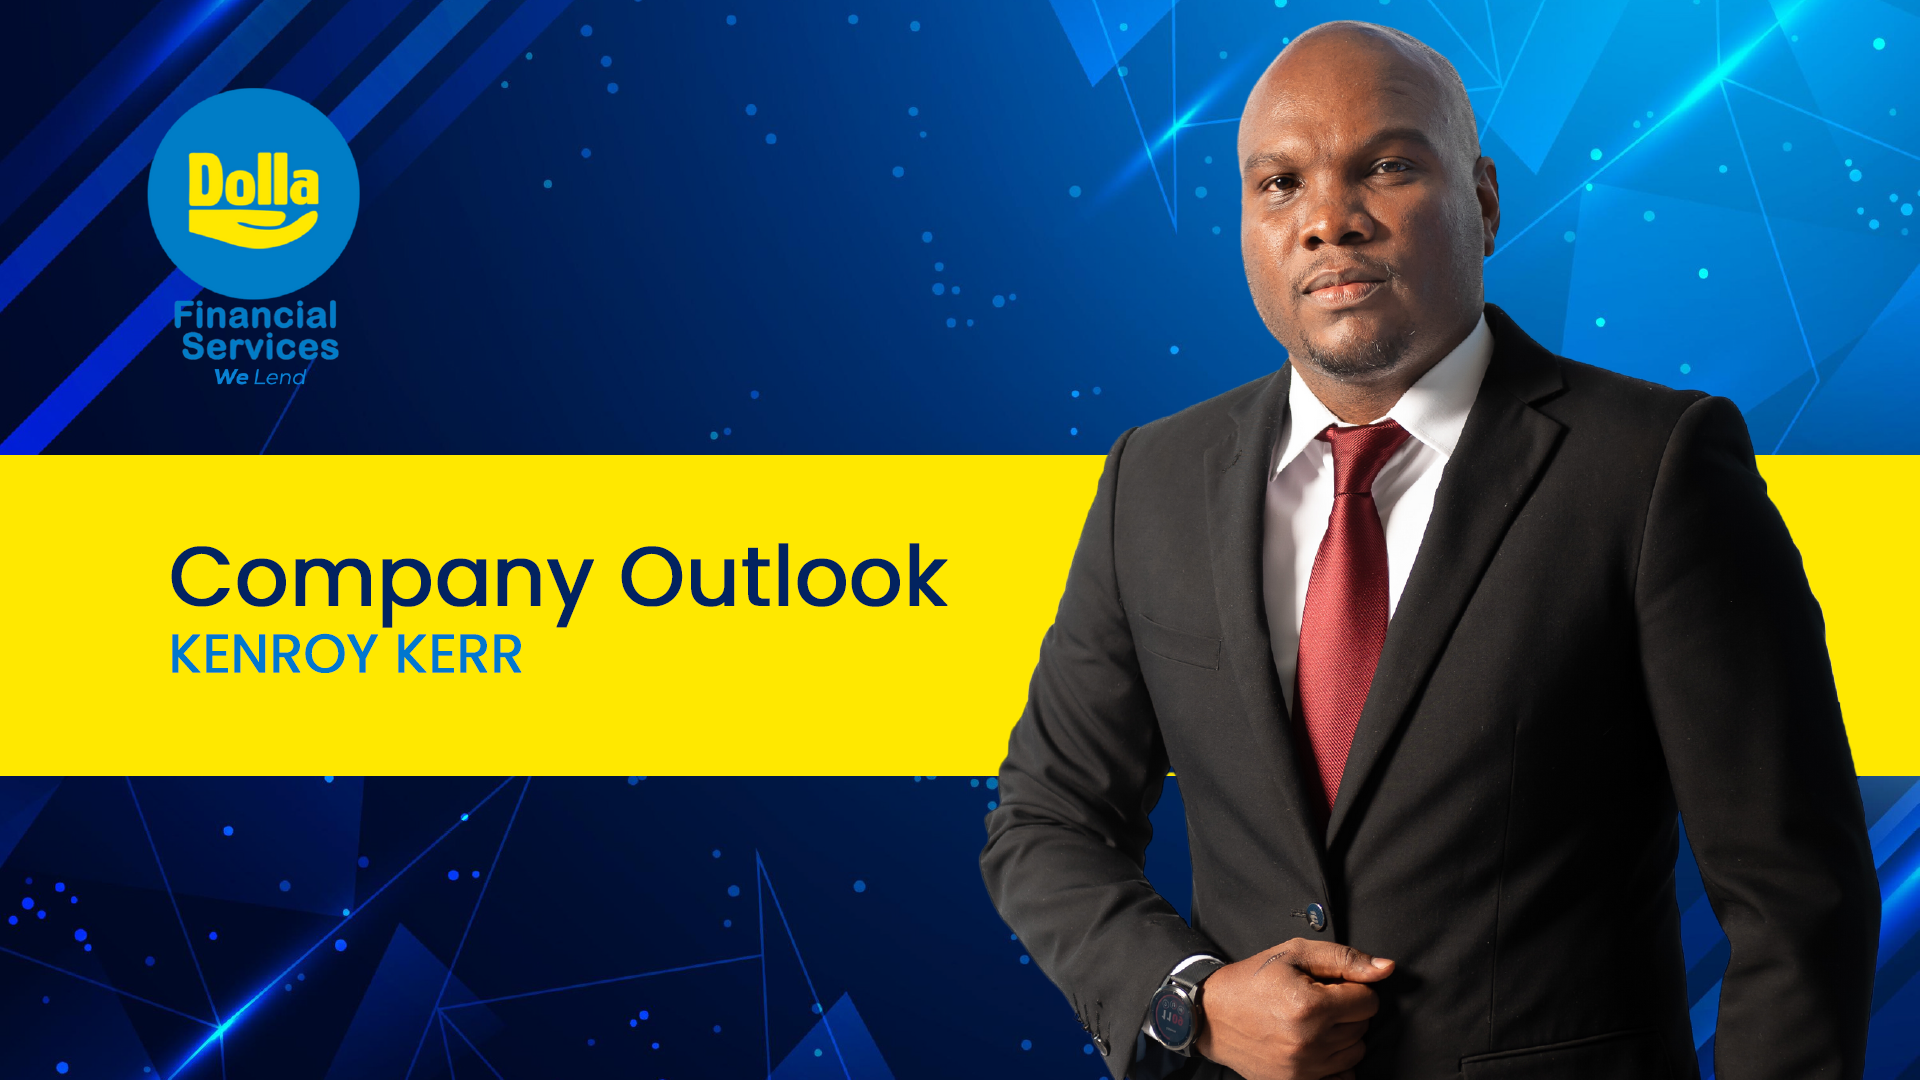 Dolla
Financial
Services
We Lend
Company Outlook
KENROY KERR